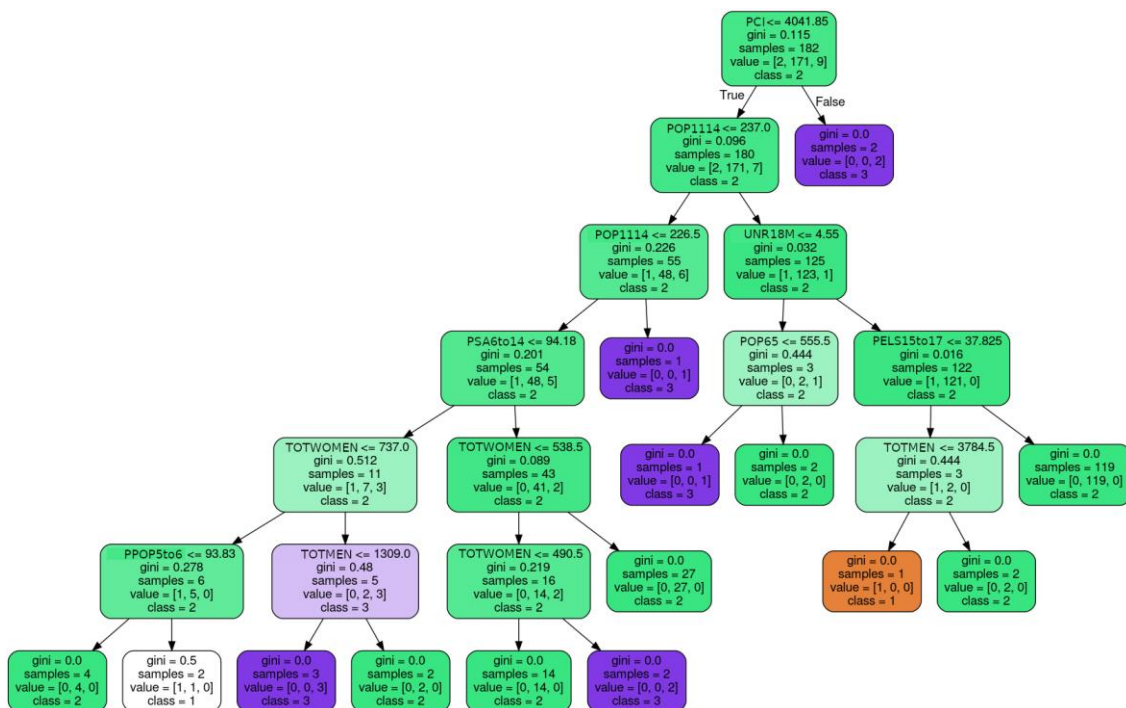 PCI <= 4041.85
gini = 0.115
samples = 182
value = [2, 171, 9]
class = 2
True
False
POP1114 <= 237.0
gini = 0.096
samples = 180
value = [2, 171, 7]
class = 2
gini = 0.0
samples = 2
value = [0, 0, 2]
class = 3
POP1114 <= 226.5
gini = 0.226
samples = 55
value = [1, 48, 6]
class = 2
UNR18M <= 4.55
gini = 0.032
samples = 125
value = [1, 123, 1]
class = 2
PSA6to14 <= 94.18
gini = 0.201
samples = 54
value = [1, 48, 5]
class = 2
gini = 0.0
samples = 1
value = [0, 0, 1]
class = 3
POP65 <= 555.5
gini = 0.444
samples = 3
value = [0, 2, 1]
class = 2
PELS15to17 <= 37.825
gini = 0.016
samples = 122
value = [1, 121, 0]
class = 2
TOTWOMEN <= 737.0
gini = 0.512
samples = 11
value = [1, 7, 3]
class = 2
TOTWOMEN <= 538.5
gini = 0.089
samples = 43
value = [0, 41, 2]
class = 2
gini = 0.0
samples = 1
value = [0, 0, 1]
class = 3
gini = 0.0
samples = 2
value = [0, 2, 0]
class = 2
TOTMEN <= 3784.5
gini = 0.444
samples = 3
value = [1, 2, 0]
class = 2
gini = 0.0
samples = 119
value = [0, 119, 0]
class = 2
PPOP5to6 <= 93.83
gini = 0.278
samples = 6
value = [1, 5, 0]
class = 2
TOTMEN <= 1309.0
gini = 0.48
samples = 5
value = [0, 2, 3]
class = 3
TOTWOMEN <= 490.5
gini = 0.219
samples = 16
value = [0, 14, 2]
class = 2
gini = 0.0
samples = 27
value = [0, 27, 0]
class = 2
gini = 0.0
samples = 1
value = [1, 0, 0]
class = 1
gini = 0.0
samples = 2
value = [0, 2, 0]
class = 2
gini = 0.0
samples = 4
value = [0, 4, 0]
class = 2
gini = 0.5
samples = 2
value = [1, 1, 0]
class = 1
gini = 0.0
samples = 3
value = [0, 0, 3]
class = 3
gini = 0.0
samples = 2
value = [0, 2, 0]
class = 2
gini = 0.0
samples = 14
value = [0, 14, 0]
class = 2
gini = 0.0
samples = 2
value = [0, 0, 2]
class = 3